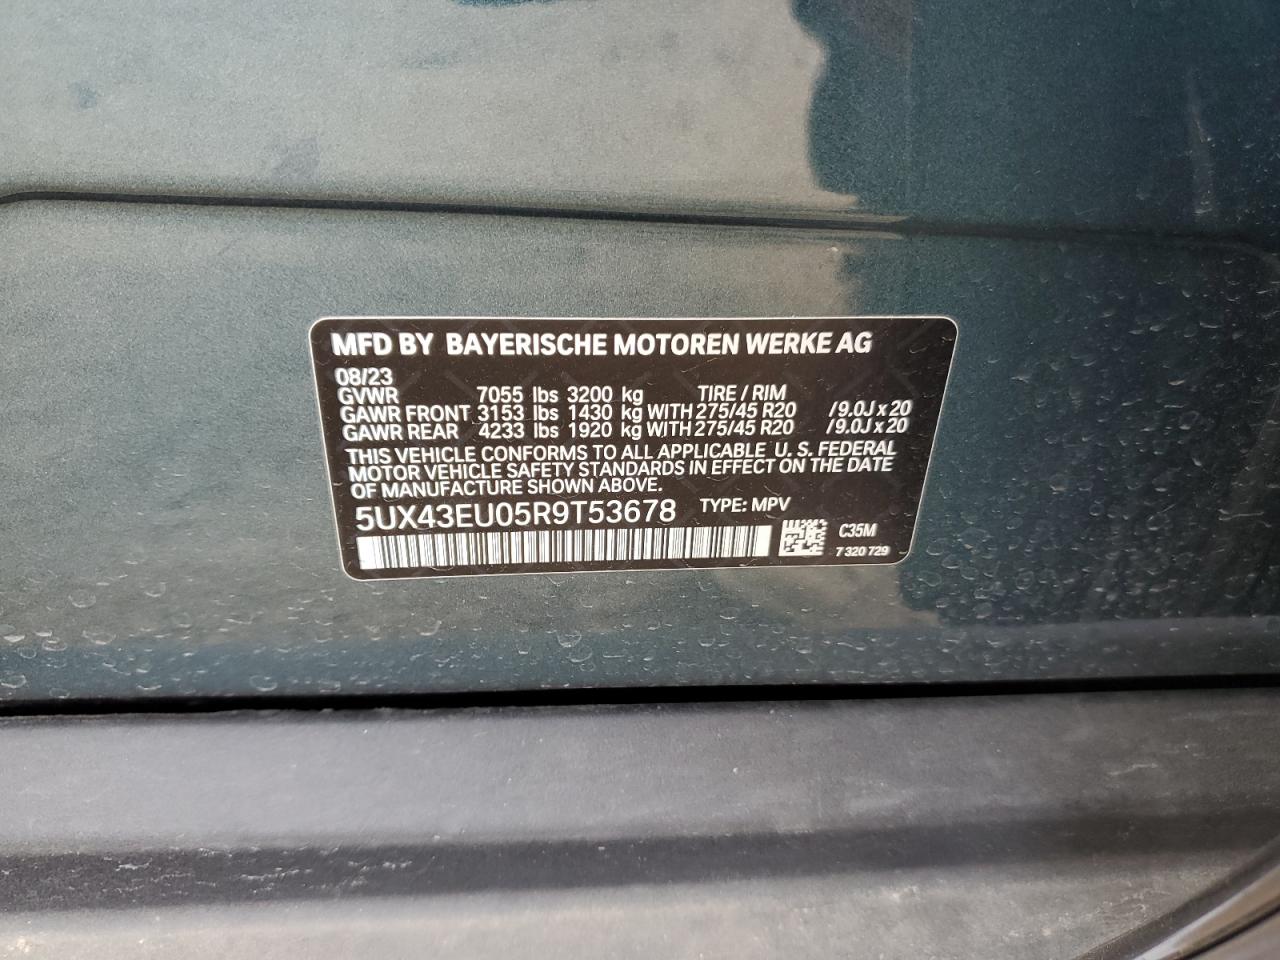 MFD BY BAYERISCHE MOTOREN WERKE AG
08/23
GVWR 7055 lbs 3200 kg TIRE / RIM
GAWR FRONT 3153 lbs 1430 kg WITH 275/45 R20 /9.0J x 20
GAWR REAR 4233 lbs 1920 kg WITH 275/45 R20 /9.0J x 20
THIS VEHICLE CONFORMS TO ALL APPLICABLE U. S. FEDERAL
MOTOR VEHICLE SAFETY STANDARDS IN EFFECT ON THE DATE
OF MANUFACTURE SHOWN ABOVE.
5UX43EU05R9T53678 TYPE: MPV
C35M
7 320 729